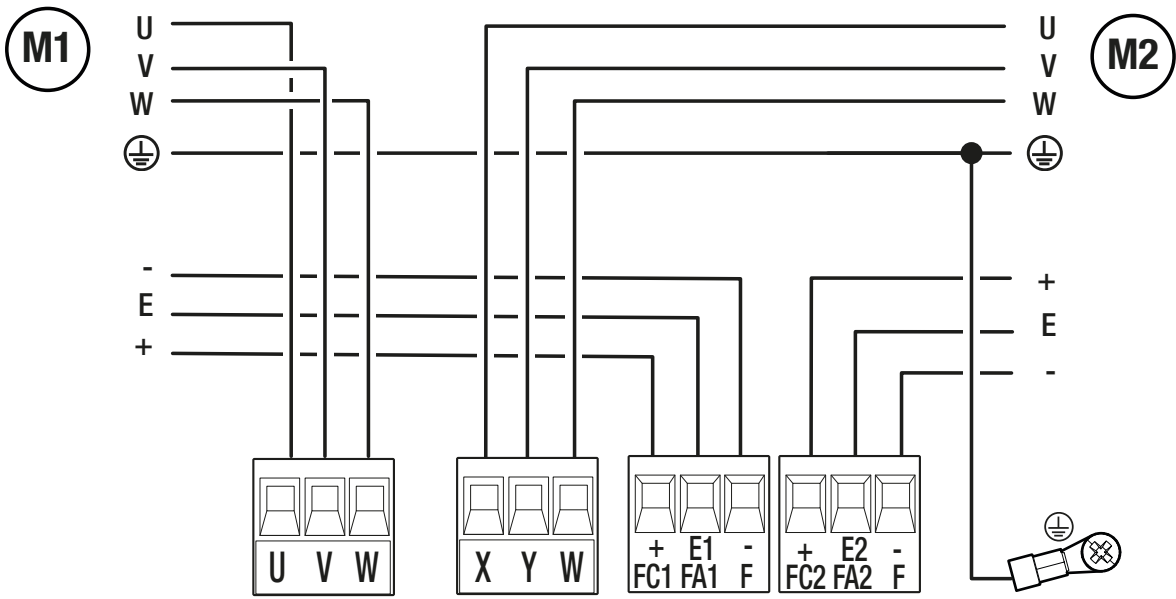 M1
U
V
W
-
E
+
U
V
W
M2
+
E
-
U V W
X Y W
+ E1 -
FC1 FA1 F
+ E2 -
FC2 FA2 F